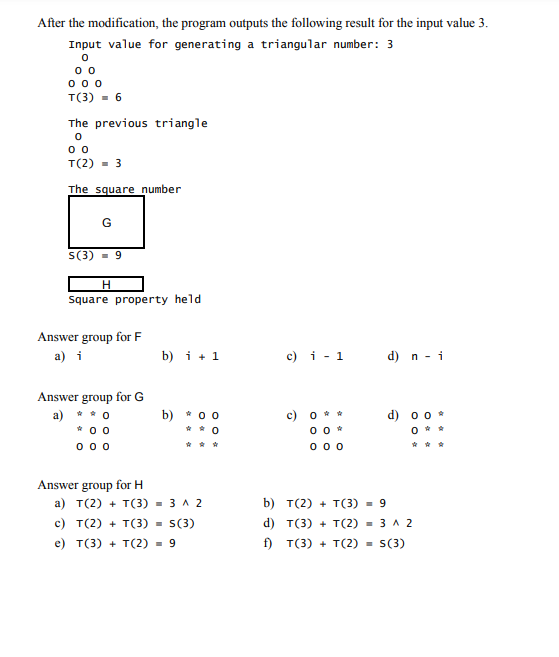 After the modification, the program outputs the following result for the input value 3.
Input value for generating a triangular number: 3
o
o o
o o o
T(3) = 6
The previous triangle
o
o o
T(2) = 3
The square number
G
S(3) = 9
H
Square property held
Answer group for F
a) i b) i + 1 c) i - 1 d) n - i
Answer group for G
a) * * o b) * o o c) o * * d) o o *
* o o * * o o o * o * *
o o o * * * o o o * * *
Answer group for H
a) T(2) + T(3) = 3 ^ 2 b) T(2) + T(3) = 9
c) T(2) + T(3) = S(3) d) T(3) + T(2) = 3 ^ 2
e) T(3) + T(2) = 9 f) T(3) + T(2) = S(3)